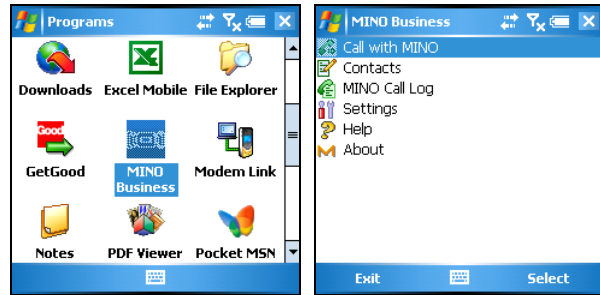 Programs
Downloads Excel Mobile File Explorer
Good
GetGood MINO Business Modem Link
Notes PDF Viewer Pocket MSN
MINO Business
Call with MINO
Contacts
MINO Call Log
Settings
Help
About
Exit Select